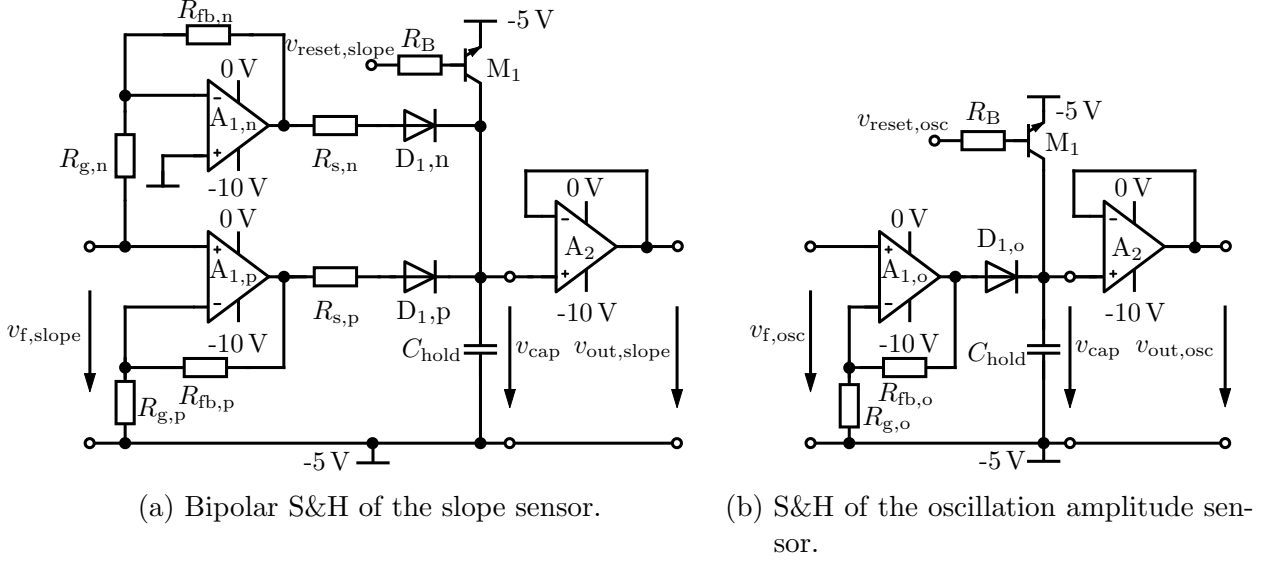 R_fb,n
-5 V
v_reset,slope
R_B
M_1
0 V
A_1,n
-10 V
R_g,n
R_s,n
D_1,n
0 V
A_1,p
-10 V
R_s,p
D_1,p
0 V
A_2
-10 V
v_f,slope
R_fb,p
R_g,p
C_hold
v_cap
v_out,slope
-5 V
(a) Bipolar S&H of the slope sensor.
-5 V
v_reset,osc
R_B
M_1
0 V
A_1,o
-10 V
D_1,o
0 V
A_2
-10 V
v_f,osc
R_fb,o
R_g,o
C_hold
v_cap
v_out,osc
-5 V
(b) S&H of the oscillation amplitude sen-
sor.